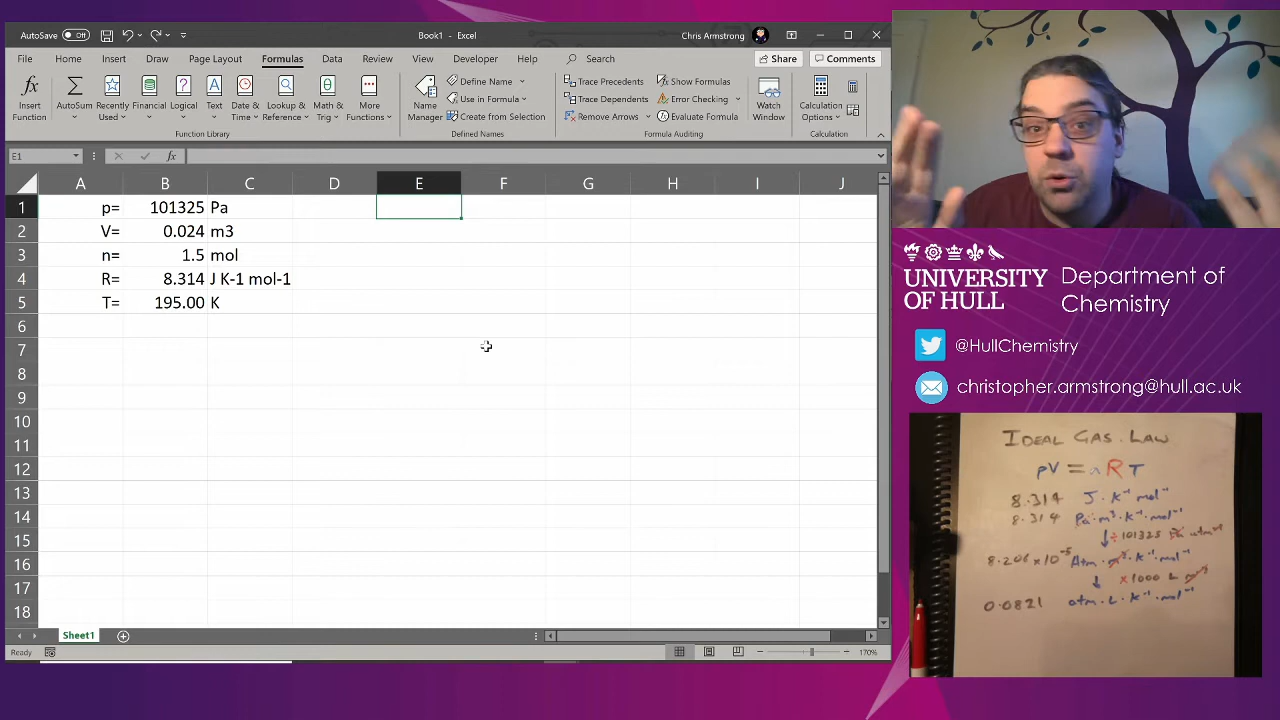 AutoSave Off
Book1 - Excel
Chris Armstrong
File Home Insert Draw Page Layout Formulas Data Review View Developer Help Search
Share Comments
Insert Function
AutoSum
Recently Used
Financial
Logical
Text
Date & Time
Lookup & Reference
Math & Trig
More Functions
Function Library
Name Manager
Define Name
Use in Formula
Create from Selection
Defined Names
Trace Precedents
Trace Dependents
Remove Arrows
Show Formulas
Error Checking
Evaluate Formula
Formula Auditing
Watch Window
Calculation Options
Calculation
E1
fx
A B C D E F G H I J
1 p= 101325 Pa
2 V= 0.024 m3
3 n= 1.5 mol
4 R= 8.314 J K-1 mol-1
5 T= 195.00 K
6
7
8
9
10
11
12
13
14
15
16
17
18
Sheet1
Ready
170%
UNIVERSITY OF HULL
Department of Chemistry
@HullChemistry
christopher.armstrong@hull.ac.uk
IDEAL GAS LAW
pV = nRT
8.314 J·K⁻¹ mol⁻¹
8.314 Pa·m³·K⁻¹·mol⁻¹
÷101325 Pa atm⁻¹
8.206×10⁻⁵ Atm·m³·K⁻¹·mol⁻¹
×1000 L m⁻³
0.0821 atm·L·K⁻¹·mol⁻¹